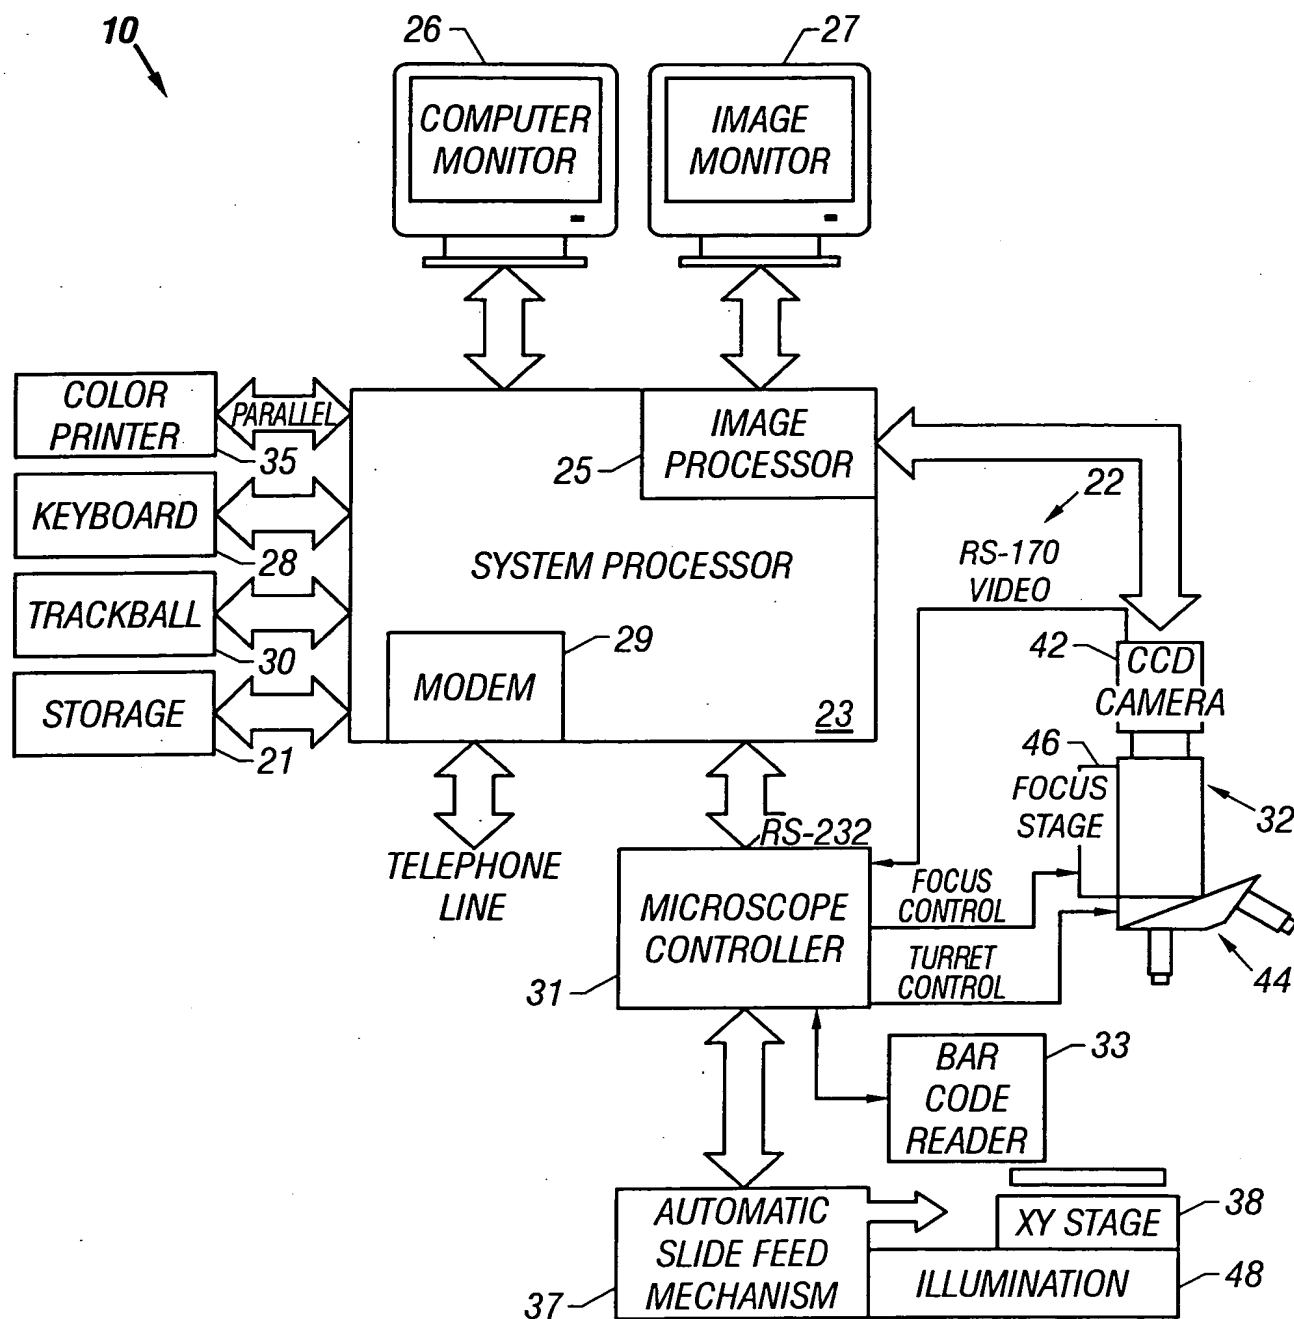 10
26
27
COMPUTER
MONITOR
IMAGE
MONITOR
COLOR
PRINTER
PARALLEL
35
IMAGE
PROCESSOR
25
22
KEYBOARD
28
SYSTEM PROCESSOR
RS-170
VIDEO
TRACKBALL
30
29
42
CCD
CAMERA
STORAGE
21
MODEM
23
46
FOCUS
STAGE
32
TELEPHONE
LINE
RS-232
MICROSCOPE
CONTROLLER
31
FOCUS
CONTROL
TURRET
CONTROL
44
BAR
CODE
READER
33
AUTOMATIC
SLIDE FEED
MECHANISM
37
XY STAGE
38
ILLUMINATION
48